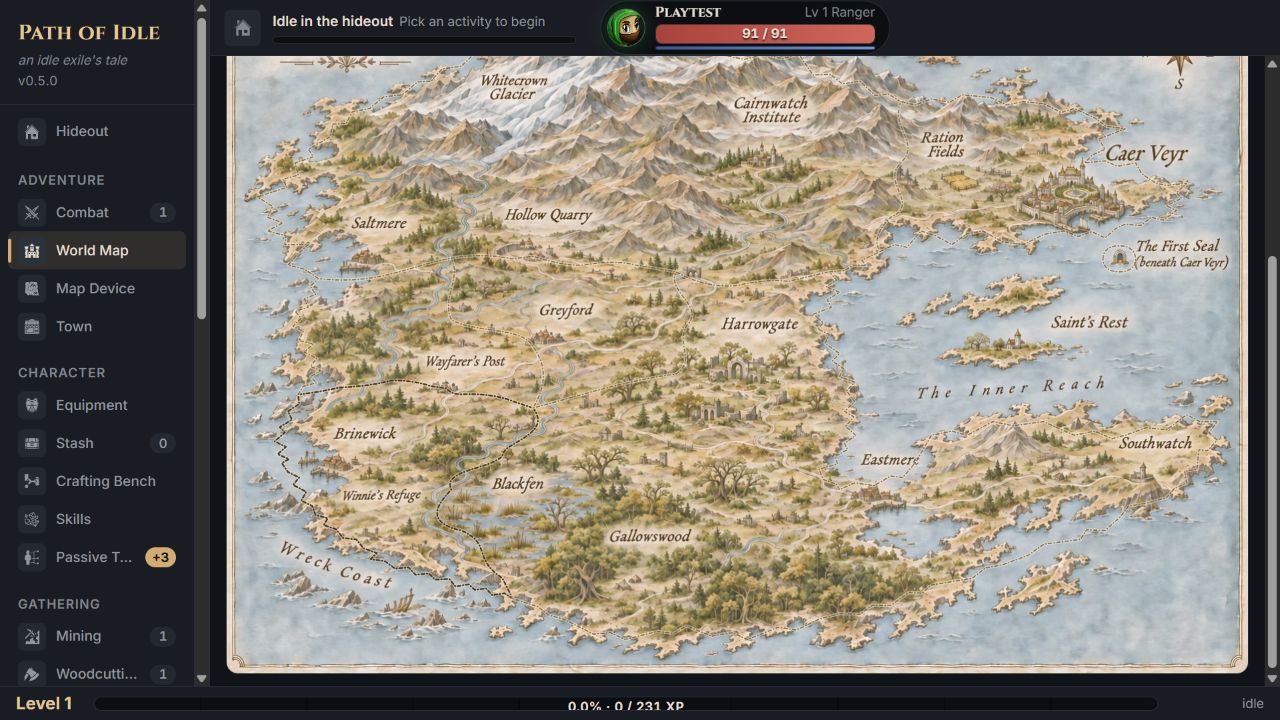 PATH OF IDLE
an idle exile's tale
v0.5.0
Hideout
ADVENTURE
Combat 1
World Map
Map Device
Town
CHARACTER
Equipment
Stash 0
Crafting Bench
Skills
Passive T... +3
GATHERING
Mining 1
Woodcutti... 1
Idle in the hideout Pick an activity to begin
PLAYTEST Lv 1 Ranger
91 / 91
S
Whitecrown
Glacier
Cairnwatch
Institute
Ration
Fields
Caer Veyr
Saltmere
Hollow Quarry
The First Seal
(beneath Caer Veyr)
Greyford
Harrowgate
Saint's Rest
Wayfarer's Post
The Inner Reach
Brinewick
Southwatch
Eastmere
Winnie's Refuge
Blackfen
Gallowswood
Wreck Coast
Level 1
0.0% · 0 / 231 XP
idle